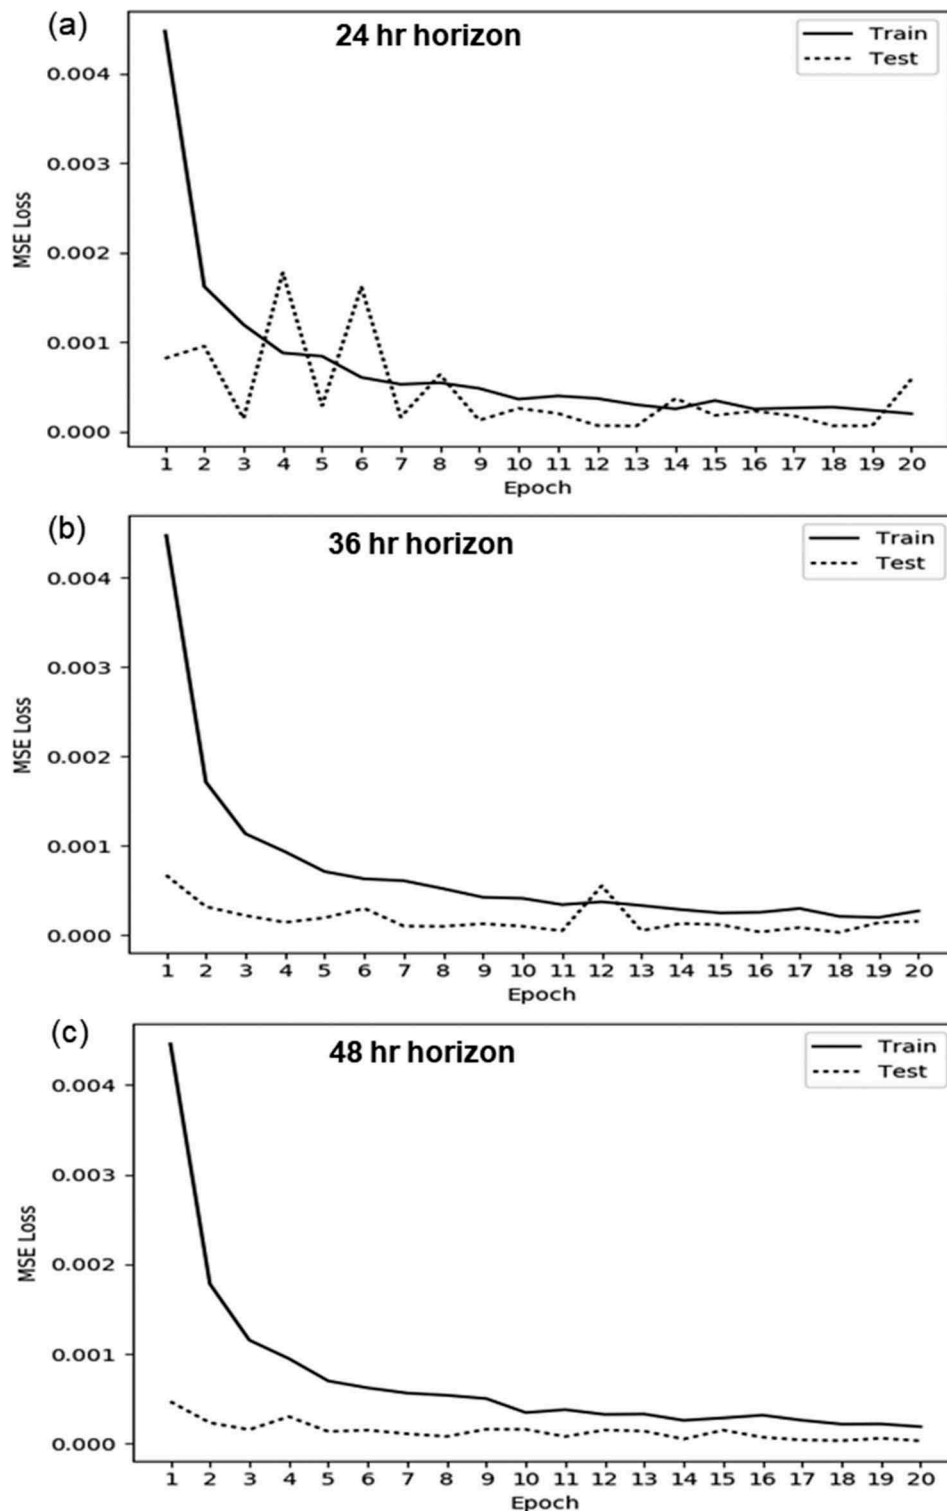 (a)
24 hr horizon
Train
Test
MSE Loss
0.004
0.003
0.002
0.001
0.000
1 2 3 4 5 6 7 8 9 10 11 12 13 14 15 16 17 18 19 20
Epoch
(b)
36 hr horizon
Train
Test
MSE Loss
0.004
0.003
0.002
0.001
0.000
1 2 3 4 5 6 7 8 9 10 11 12 13 14 15 16 17 18 19 20
Epoch
(c)
48 hr horizon
Train
Test
MSE Loss
0.004
0.003
0.002
0.001
0.000
1 2 3 4 5 6 7 8 9 10 11 12 13 14 15 16 17 18 19 20
Epoch